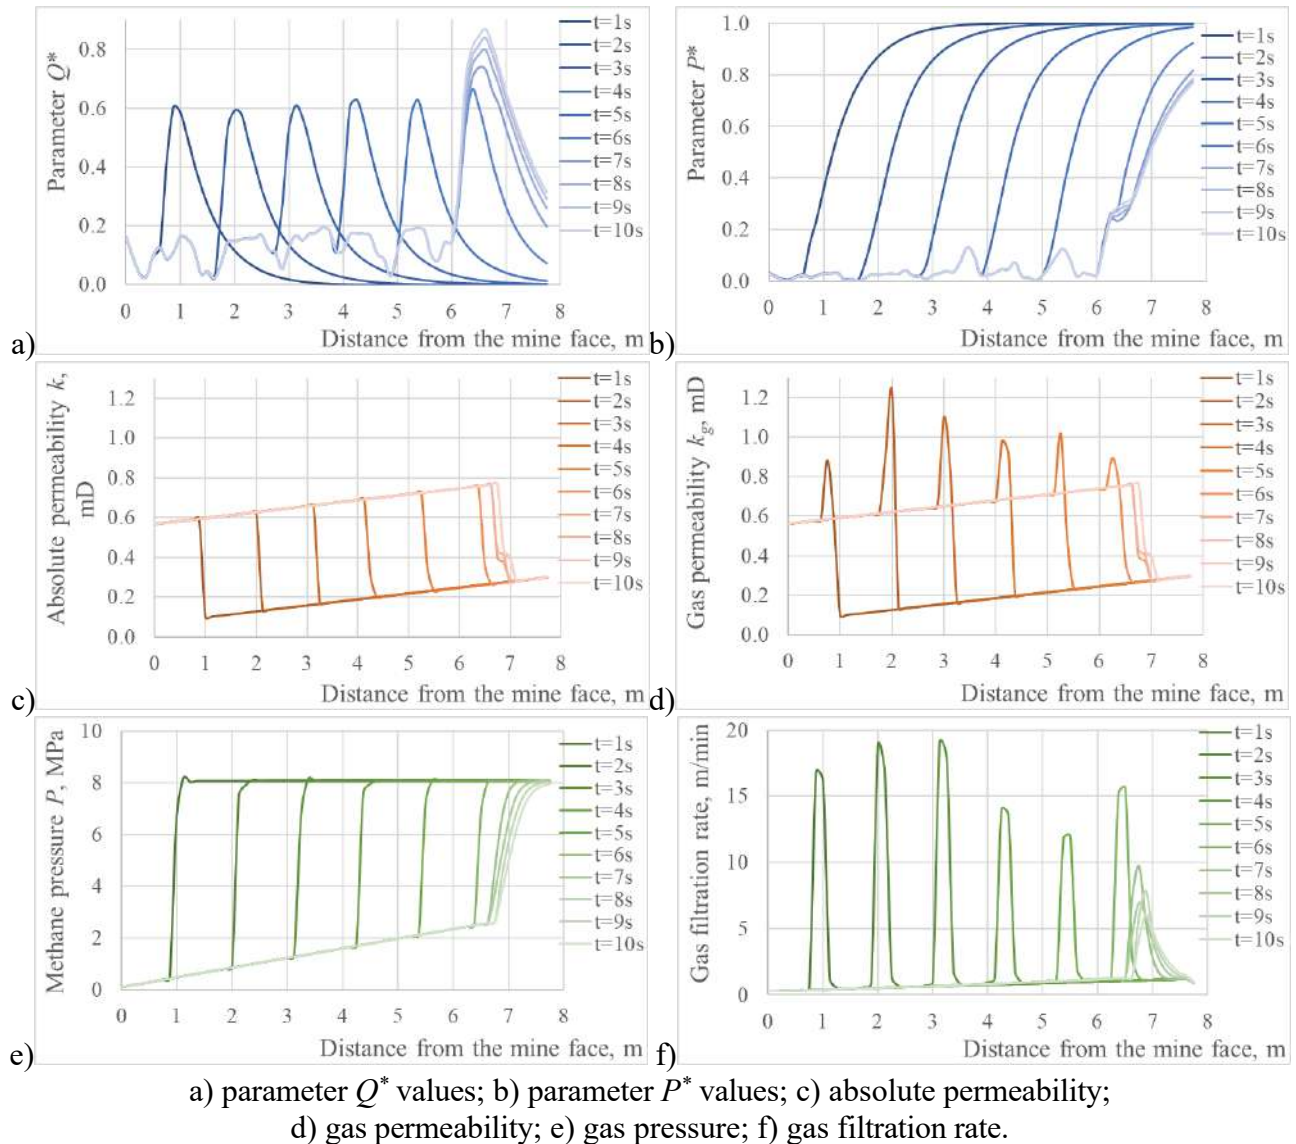 Parameter Q*
0.8
0.6
0.4
0.2
0.0
0 1 2 3 4 5 6 7 8
Distance from the mine face, m
t=1s
t=2s
t=3s
t=4s
t=5s
t=6s
t=7s
t=8s
t=9s
t=10s
a)
Parameter P*
1.0
0.8
0.6
0.4
0.2
0.0
0 1 2 3 4 5 6 7 8
Distance from the mine face, m
t=1s
t=2s
t=3s
t=4s
t=5s
t=6s
t=7s
t=8s
t=9s
t=10s
b)
Absolute permeability k,
mD
1.2
1.0
0.8
0.6
0.4
0.2
0.0
0 1 2 3 4 5 6 7 8
Distance from the mine face, m
t=1s
t=2s
t=3s
t=4s
t=5s
t=6s
t=7s
t=8s
t=9s
t=10s
c)
Gas permeability kg, mD
1.2
1.0
0.8
0.6
0.4
0.2
0.0
0 1 2 3 4 5 6 7 8
Distance from the mine face, m
t=1s
t=2s
t=3s
t=4s
t=5s
t=6s
t=7s
t=8s
t=9s
t=10s
d)
Methane pressure P, MPa
10
8
6
4
2
0
0 1 2 3 4 5 6 7 8
Distance from the mine face, m
t=1s
t=2s
t=3s
t=4s
t=5s
t=6s
t=7s
t=8s
t=9s
t=10s
e)
Gas filtration rate, m/min
20
15
10
5
0
0 1 2 3 4 5 6 7 8
Distance from the mine face, m
t=1s
t=2s
t=3s
t=4s
t=5s
t=6s
t=7s
t=8s
t=9s
t=10s
f)
a) parameter Q* values; b) parameter P* values; c) absolute permeability;
d) gas permeability; e) gas pressure; f) gas filtration rate.